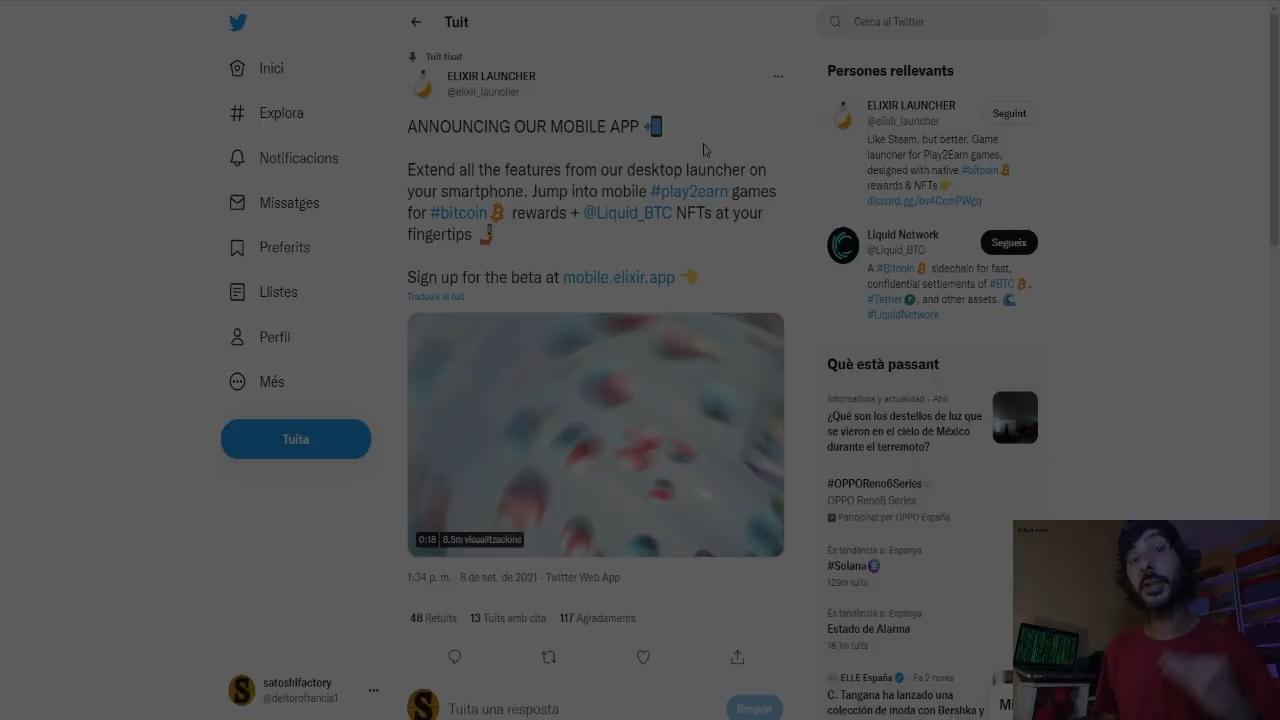 Tuit
Cerca al Twitter
Inici
Explora
Notificacions
Missatges
Preferits
Llistes
Perfil
Més
Tuita
satoshifactory
@deltorofrancis1
Tuit fixat
ELIXIR LAUNCHER
@elixir_launcher
ANNOUNCING OUR MOBILE APP
Extend all the features from our desktop launcher on
your smartphone. Jump into mobile #play2earn games
for #bitcoin rewards + @Liquid_BTC NFTs at your
fingertips
Sign up for the beta at mobile.elixir.app
Tradueix el tuit
0:18 8,5m visualitzacions
1:34 p. m. · 8 de set. de 2021 · Twitter Web App
48 Retuits 13 Tuits amb cita 117 Agradaments
Tuita una resposta
Respon
Persones rellevants
ELIXIR LAUNCHER
@elixir_launcher
Seguint
Like Steam, but better. Game
launcher for Play2Earn games,
designed with native #bitcoin
rewards & NFTs
discord.gg/bv4CcmPWgq
Liquid Network
@Liquid_BTC
Segueix
A #Bitcoin sidechain for fast,
confidential settlements of #BTC ,
#Tether , and other assets.
#LiquidNetwork
Què està passant
Informativos y actualidad · Ahir
¿Qué son los destellos de luz que
se vieron en el cielo de México
durante el terremoto?
#OPPOReno6Series
OPPO Reno6 Series
Patrocinat per OPPO España
És tendència a: Espanya
#Solana
129m tuits
És tendència a: Espanya
Estado de Alarma
18,1m tuits
ELLE España · Fa 2 hores
C. Tangana ha lanzado una
colección de moda con Bershka y